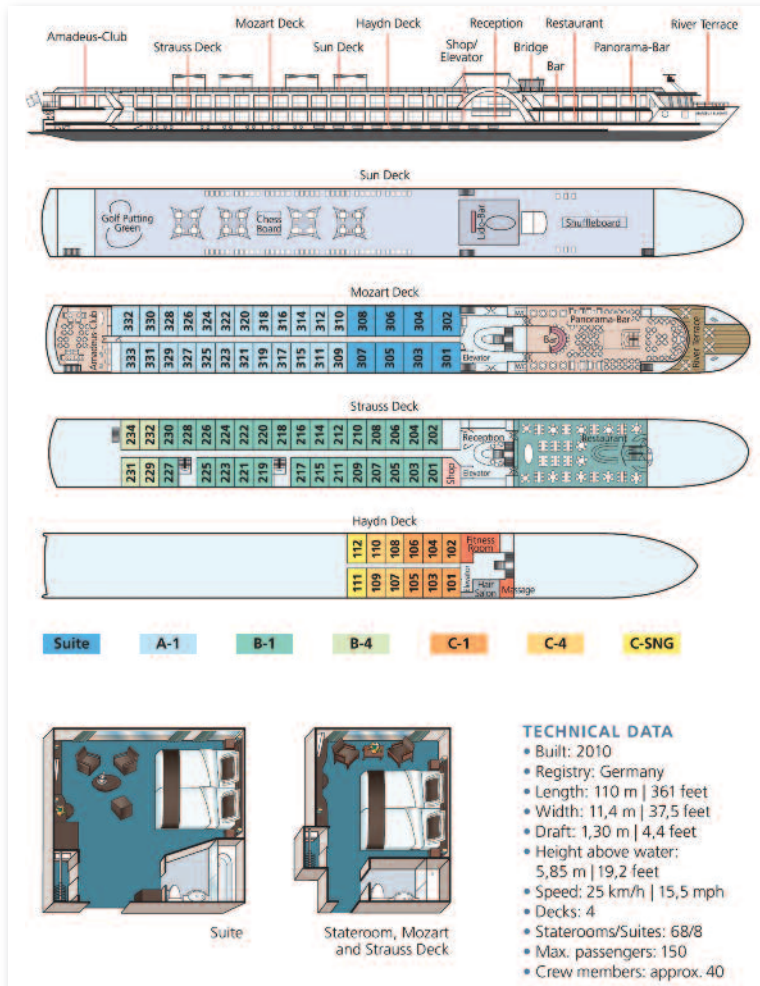 Amadeus-Club
Strauss Deck
Mozart Deck
Sun Deck
Haydn Deck
Shop/
Elevator
Reception
Bridge
Restaurant
Bar
Panorama-Bar
River Terrace
Sun Deck
Golf Putting
Green
Chess
Board
Lido-Bar
Shuffleboard
Mozart Deck
Amadeus-Club
332 330 328 326 324 322 320 318 316 314 312 310 308 306 304 302
333 331 329 327 325 323 321 319 317 315 311 309 307 305 303 301
Elevator
WC
WC
Bar
Panorama-Bar
River Terrace
Strauss Deck
234 232 230 228 226 224 222 220 218 216 214 212 210 208 206 204 202
231 229 227 225 223 221 219 217 215 211 209 207 205 203 201
Shop
Reception
Elevator
Restaurant
Haydn Deck
112 110 108 106 104 102
111 109 107 105 103 101
Fitness
Room
Elevator
Hair
Salon
Massage
Suite A-1 B-1 B-4 C-1 C-4 C-SNG
Suite
Stateroom, Mozart
and Strauss Deck
TECHNICAL DATA
• Built: 2010
• Registry: Germany
• Length: 110 m | 361 feet
• Width: 11,4 m | 37,5 feet
• Draft: 1,30 m | 4,4 feet
• Height above water:
5,85 m | 19,2 feet
• Speed: 25 km/h | 15,5 mph
• Decks: 4
• Staterooms/Suites: 68/8
• Max. passengers: 150
• Crew members: approx. 40